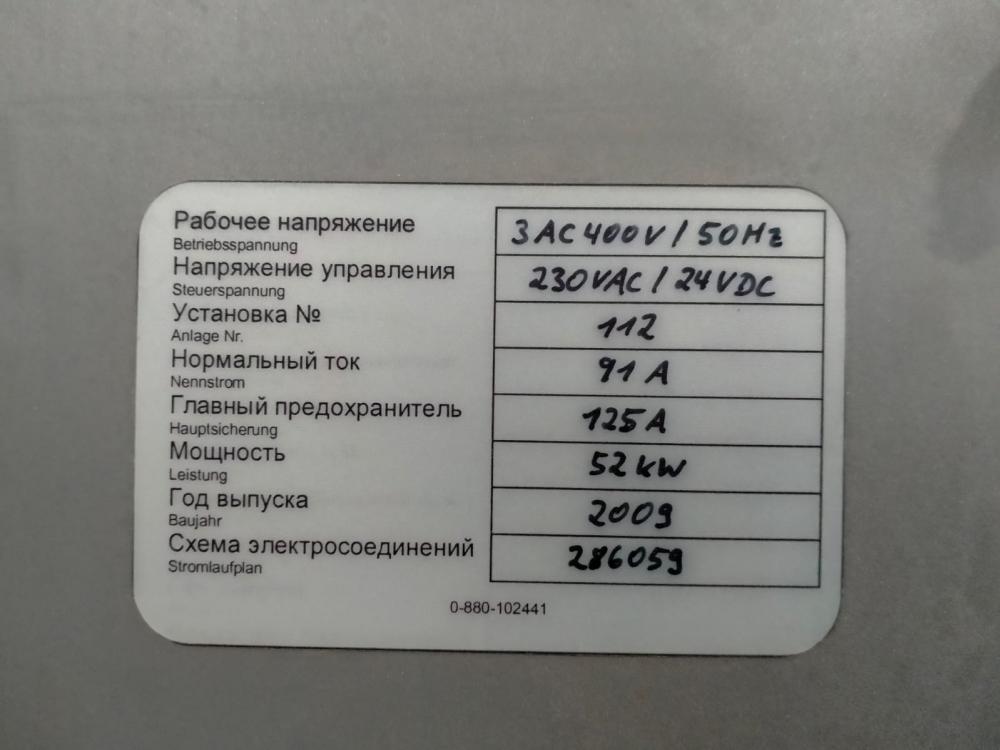 Рабочее напряжение 3 AC 400V / 50Hz
Betriebsspannung
Напряжение управления 230VAC / 24VDC
Steuerspannung
Установка № 112
Anlage Nr.
Нормальный ток 91 A
Nennstrom
Главный предохранитель 125A
Hauptsicherung
Мощность 52 kW
Leistung
Год выпуска 2009
Baujahr
Схема электросоединений 286059
Stromlaufplan
0-880-102441